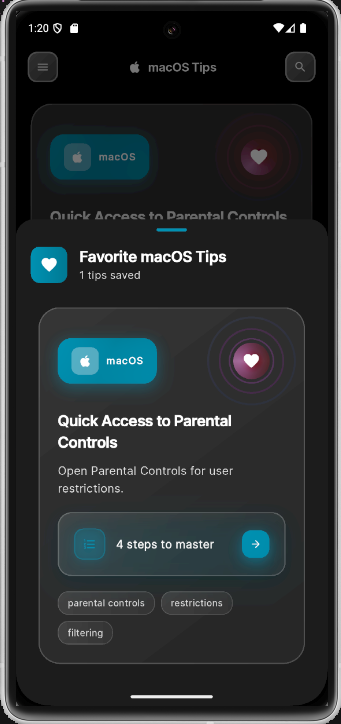 1:20
macOS Tips
macOS
Quick Access to Parental Controls
Favorite macOS Tips
1 tips saved
macOS
Quick Access to Parental
Controls
Open Parental Controls for user
restrictions.
4 steps to master
parental controls
restrictions
filtering